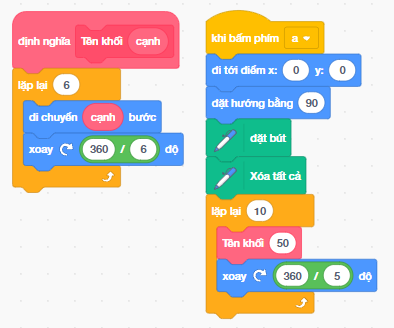 định nghĩa Tên khối cạnh
lặp lại 6
di chuyển cạnh bước
xoay 360 / 6 độ
khi bấm phím a
đi tới điểm x: 0 y: 0
đặt hướng bằng 90
đặt bút
Xóa tất cả
lặp lại 10
Tên khối 50
xoay 360 / 5 độ